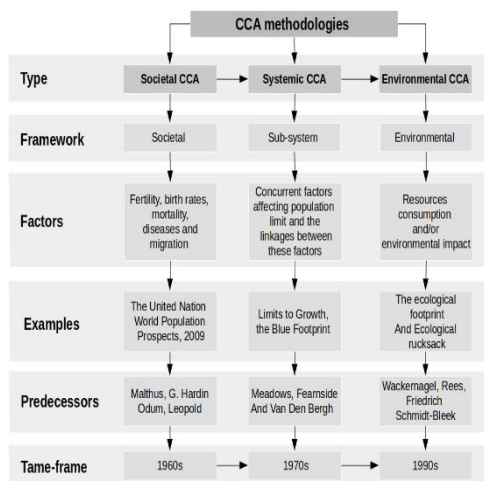 CCA methodologies
Type
Societal CCA
Systemic CCA
Environmental CCA
Framework
Societal
Sub-system
Environmental
Factors
Fertility, birth rates,
mortality,
diseases and
migration
Concurrent factors
affecting population
limit and the
linkages between
these factors
Resources
consumption
and/or
environmental impact
Examples
The United Nation
World Population
Prospects, 2009
Limits to Growth,
the Blue Footprint
The ecological
footprint
And Ecological
rucksack
Predecessors
Malthus, G. Hardin
Odum, Leopold
Meadows, Fearnside
And Van Den Bergh
Wackernagel, Rees,
Friedrich
Schmidt-Bleek
Tame-frame
1960s
1970s
1990s